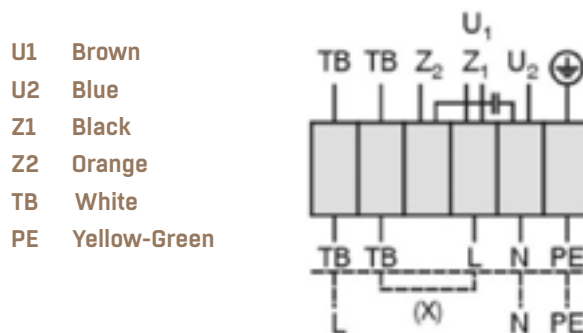 U1 Brown
U2 Blue
Z1 Black
Z2 Orange
TB White
PE Yellow-Green
U₁
TB TB Z₂ Z₁ U₂
TB TB L N PE
(X)
L N PE